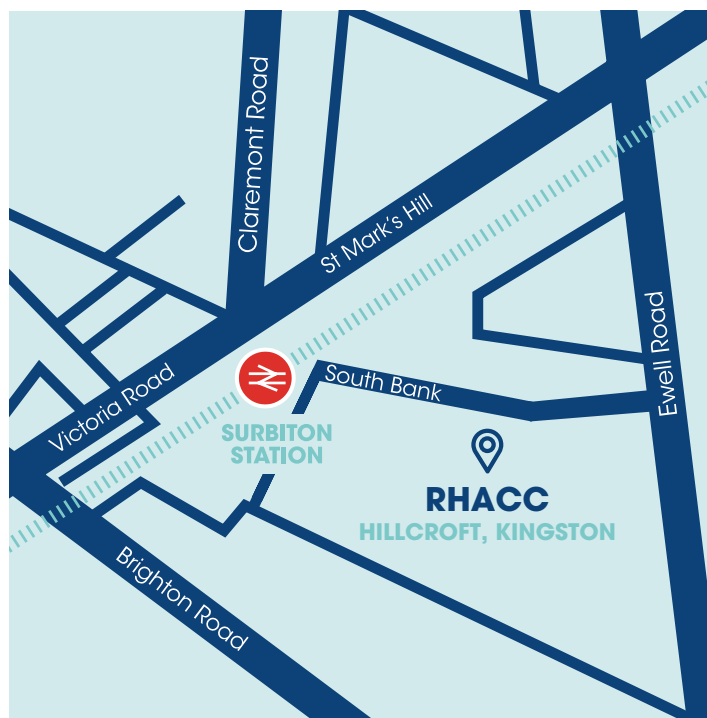 Claremont Road
St Mark's Hill
Ewell Road
Victoria Road
South Bank
SURBITON
STATION
RHACC
HILLCROFT, KINGSTON
Brighton Road